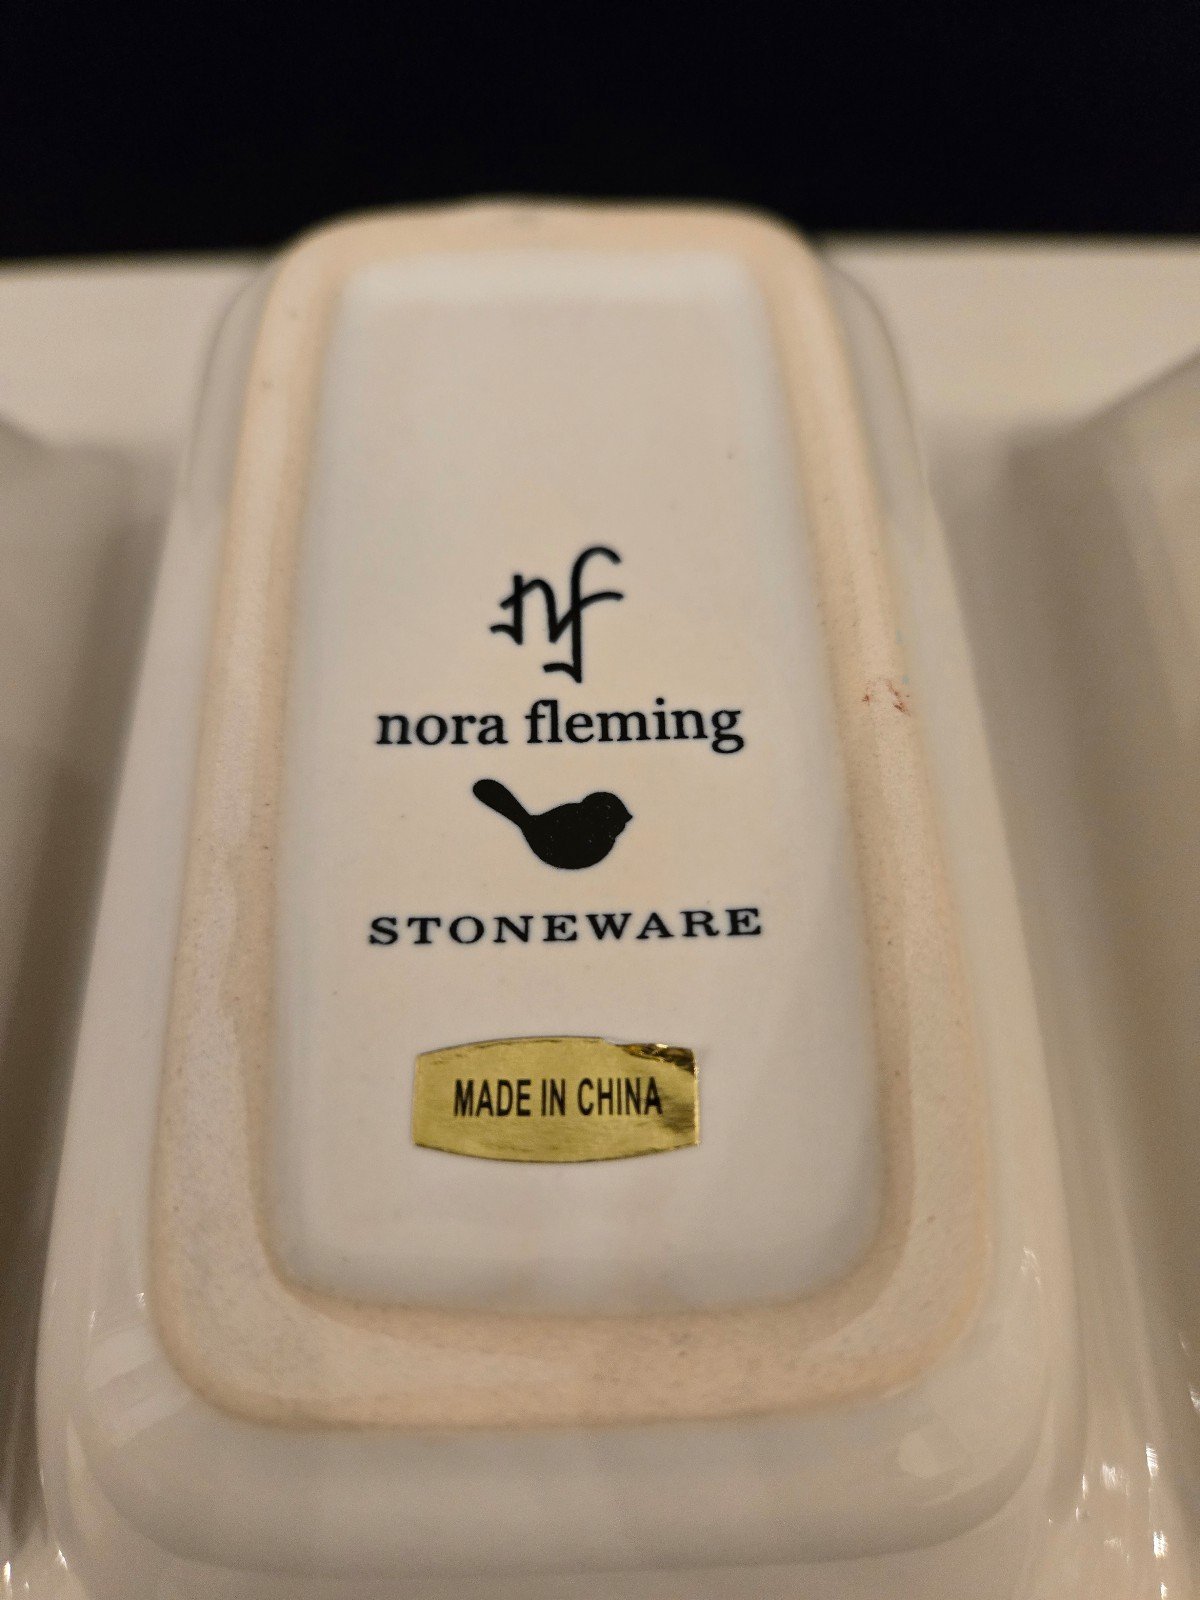 nf
nora fleming
STONEWARE
MADE IN CHINA